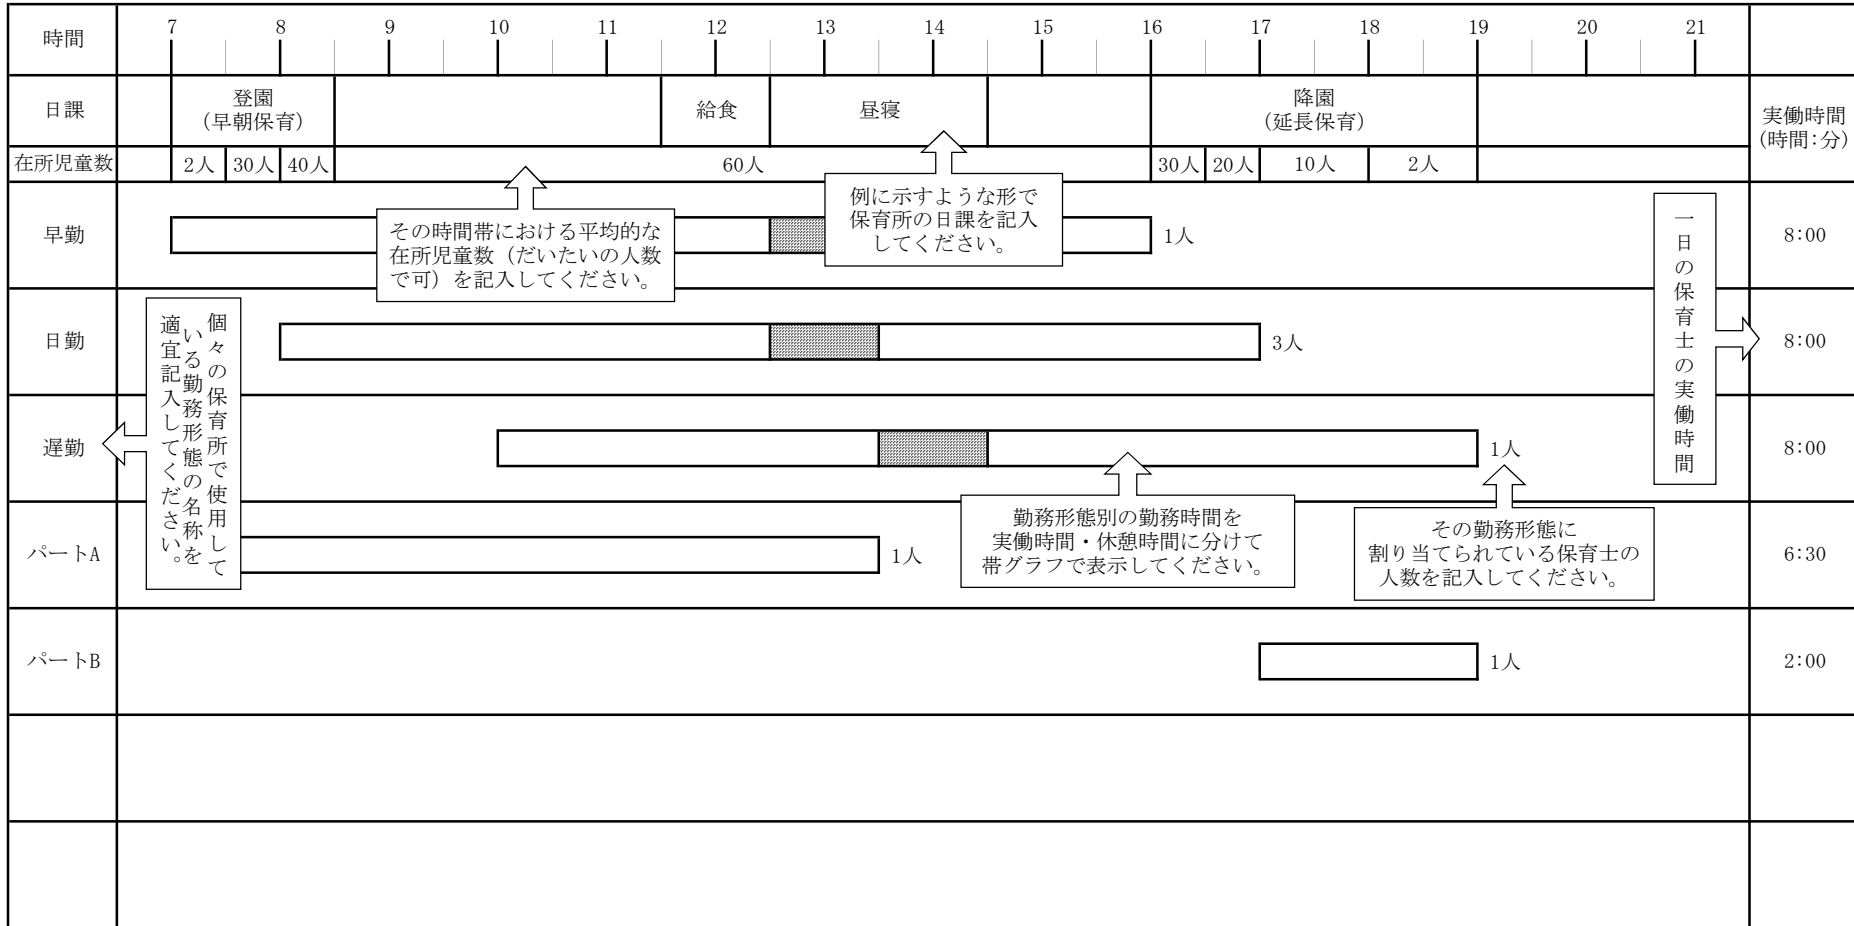 時間
7 8 9 10 11 12 13 14 15 16 17 18 19 20 21
日課
登園
（早朝保育）
給食
昼寝
降園
（延長保育）
実働時間
（時間：分）
在所児童数
2人 30人 40人 60人 30人 20人 10人 2人
その時間帯における平均的な
在所児童数（だいたいの人数
で可）を記入してください。
例に示すような形で
保育所の日課を記入
してください。
早勤
1人
8:00
一日の保育士の実働時間
日勤
3人
8:00
個々の保育所で使用して
いる勤務形態の名称を
適宜記入してください。
遅勤
1人
8:00
勤務形態別の勤務時間を
実働時間・休憩時間に分けて
帯グラフで表示してください。
その勤務形態に
割り当てられている保育士の
人数を記入してください。
パートA
1人
6:30
パートB
1人
2:00